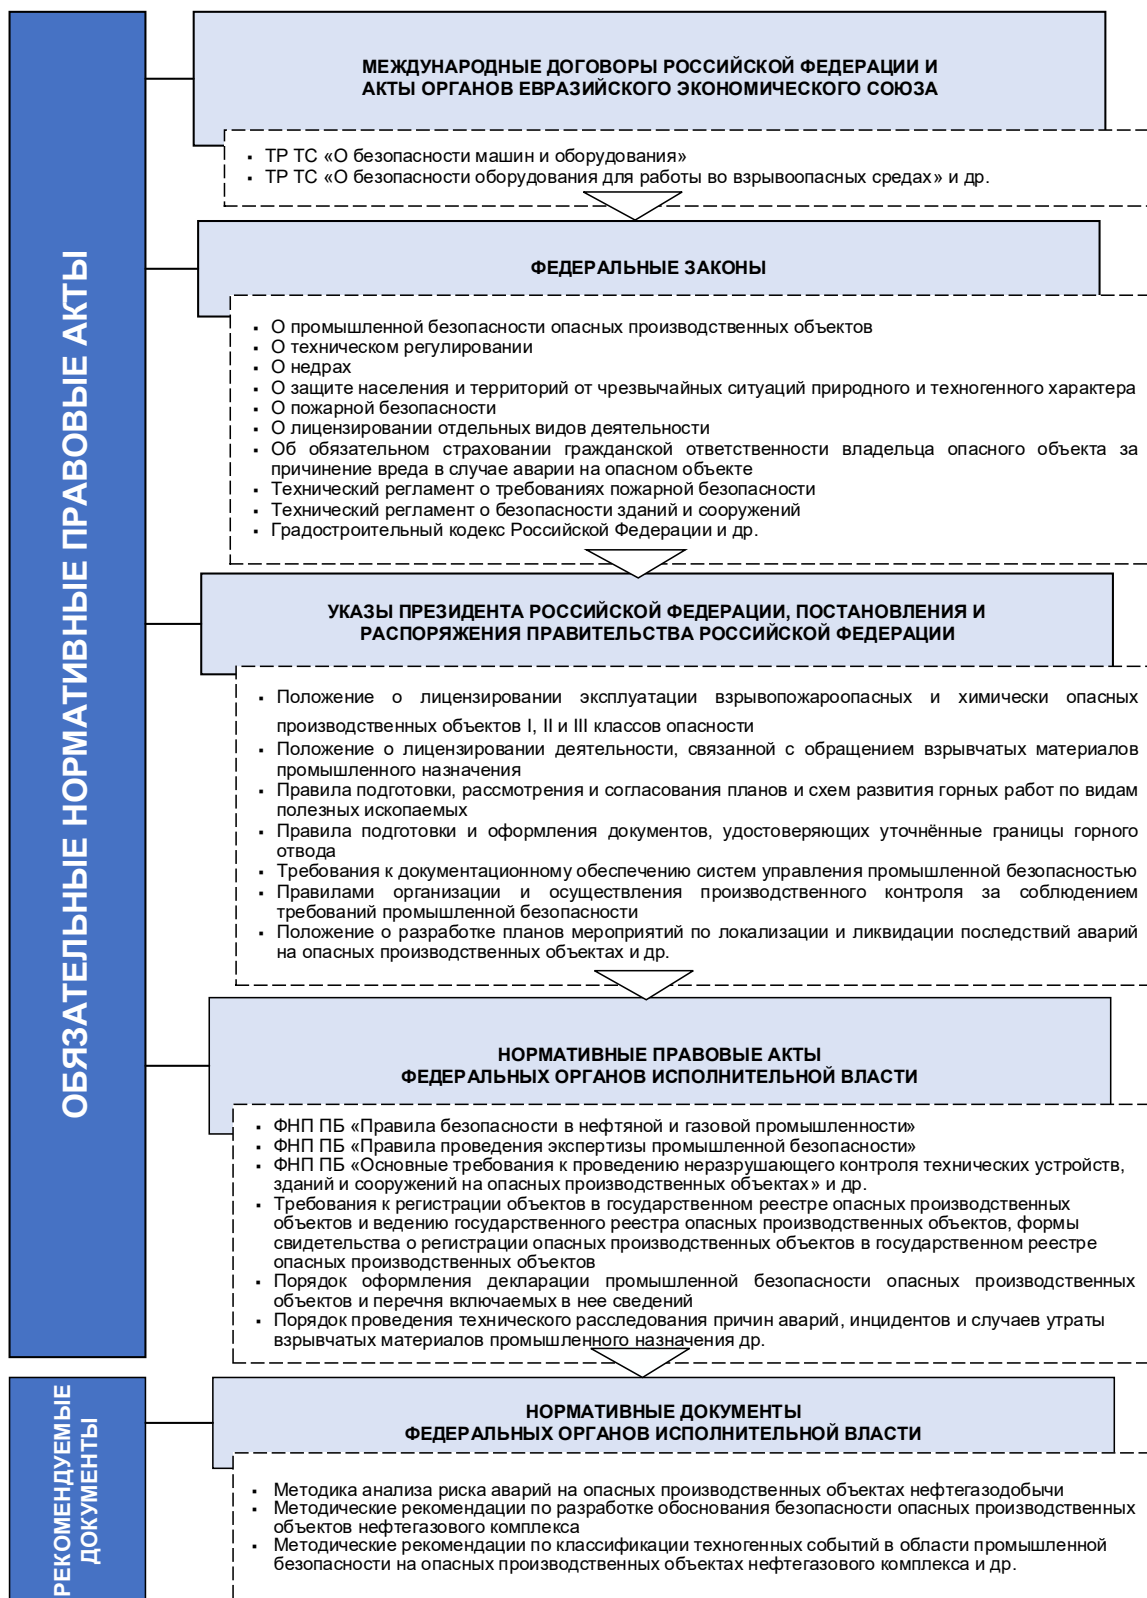 ОБЯЗАТЕЛЬНЫЕ НОРМАТИВНЫЕ ПРАВОВЫЕ АКТЫ
МЕЖДУНАРОДНЫЕ ДОГОВОРЫ РОССИЙСКОЙ ФЕДЕРАЦИИ И
АКТЫ ОРГАНОВ ЕВРАЗИЙСКОГО ЭКОНОМИЧЕСКОГО СОЮЗА
▪ ТР ТС «О безопасности машин и оборудования»
▪ ТР ТС «О безопасности оборудования для работы во взрывоопасных средах» и др.
ФЕДЕРАЛЬНЫЕ ЗАКОНЫ
▪ О промышленной безопасности опасных производственных объектов
▪ О техническом регулировании
▪ О недрах
▪ О защите населения и территорий от чрезвычайных ситуаций природного и техногенного характера
▪ О пожарной безопасности
▪ О лицензировании отдельных видов деятельности
▪ Об обязательном страховании гражданской ответственности владельца опасного объекта за
причинение вреда в случае аварии на опасном объекте
▪ Технический регламент о требованиях пожарной безопасности
▪ Технический регламент о безопасности зданий и сооружений
▪ Градостроительный кодекс Российской Федерации и др.
УКАЗЫ ПРЕЗИДЕНТА РОССИЙСКОЙ ФЕДЕРАЦИИ, ПОСТАНОВЛЕНИЯ И
РАСПОРЯЖЕНИЯ ПРАВИТЕЛЬСТВА РОССИЙСКОЙ ФЕДЕРАЦИИ
▪ Положение о лицензировании эксплуатации взрывопожароопасных и химически опасных
производственных объектов I, II и III классов опасности
▪ Положение о лицензировании деятельности, связанной с обращением взрывчатых материалов
промышленного назначения
▪ Правила подготовки, рассмотрения и согласования планов и схем развития горных работ по видам
полезных ископаемых
▪ Правила подготовки и оформления документов, удостоверяющих уточнённые границы горного
отвода
▪ Требования к документационному обеспечению систем управления промышленной безопасностью
▪ Правилами организации и осуществления производственного контроля за соблюдением
требований промышленной безопасности
▪ Положение о разработке планов мероприятий по локализации и ликвидации последствий аварий
на опасных производственных объектах и др.
НОРМАТИВНЫЕ ПРАВОВЫЕ АКТЫ
ФЕДЕРАЛЬНЫХ ОРГАНОВ ИСПОЛНИТЕЛЬНОЙ ВЛАСТИ
▪ ФНП ПБ «Правила безопасности в нефтяной и газовой промышленности»
▪ ФНП ПБ «Правила проведения экспертизы промышленной безопасности»
▪ ФНП ПБ «Основные требования к проведению неразрушающего контроля технических устройств,
зданий и сооружений на опасных производственных объектах» и др.
▪ Требования к регистрации объектов в государственном реестре опасных производственных
объектов и ведению государственного реестра опасных производственных объектов, формы
свидетельства о регистрации опасных производственных объектов в государственном реестре
опасных производственных объектов
▪ Порядок оформления декларации промышленной безопасности опасных производственных
объектов и перечня включаемых в нее сведений
▪ Порядок проведения технического расследования причин аварий, инцидентов и случаев утраты
взрывчатых материалов промышленного назначения др.
РЕКОМЕНДУЕМЫЕ
ДОКУМЕНТЫ
НОРМАТИВНЫЕ ДОКУМЕНТЫ
ФЕДЕРАЛЬНЫХ ОРГАНОВ ИСПОЛНИТЕЛЬНОЙ ВЛАСТИ
▪ Методика анализа риска аварий на опасных производственных объектах нефтегазодобычи
▪ Методические рекомендации по разработке обоснования безопасности опасных производственных
объектов нефтегазового комплекса
▪ Методические рекомендации по классификации техногенных событий в области промышленной
безопасности на опасных производственных объектах нефтегазового комплекса и др.